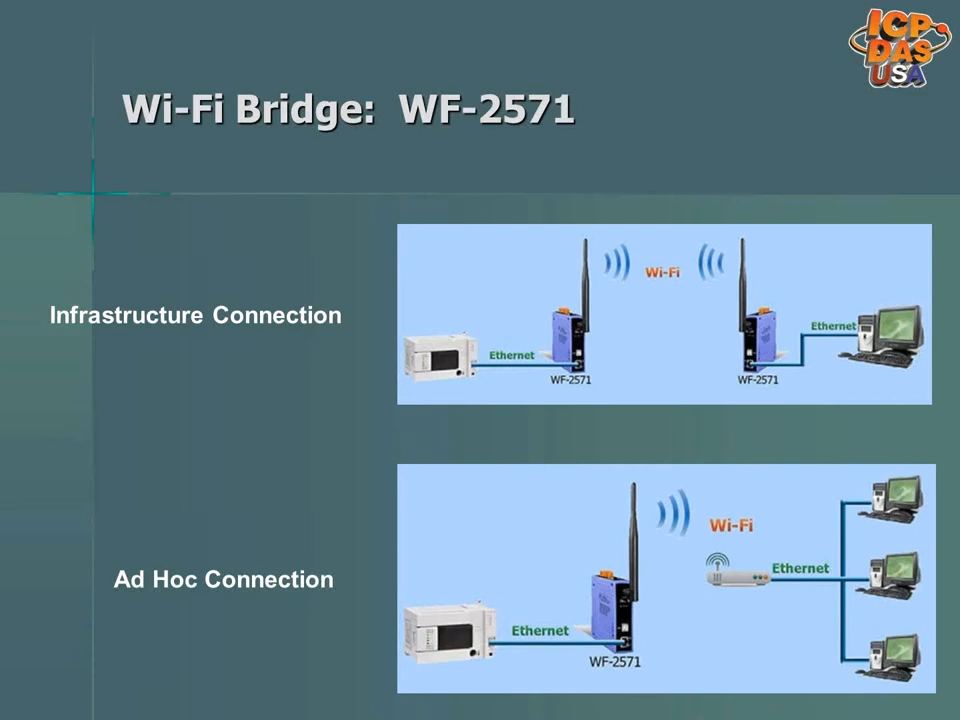 ICP
DAS
USA
Wi-Fi Bridge: WF-2571
Infrastructure Connection
Wi-Fi
Ethernet
Ethernet
WF-2571
WF-2571
Ad Hoc Connection
Wi-Fi
Ethernet
Ethernet
WF-2571